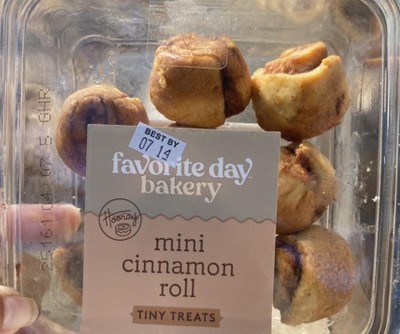 BEST BY
07 14
favorite day
bakery
Hooray
mini
cinnamon
roll
TINY TREATS